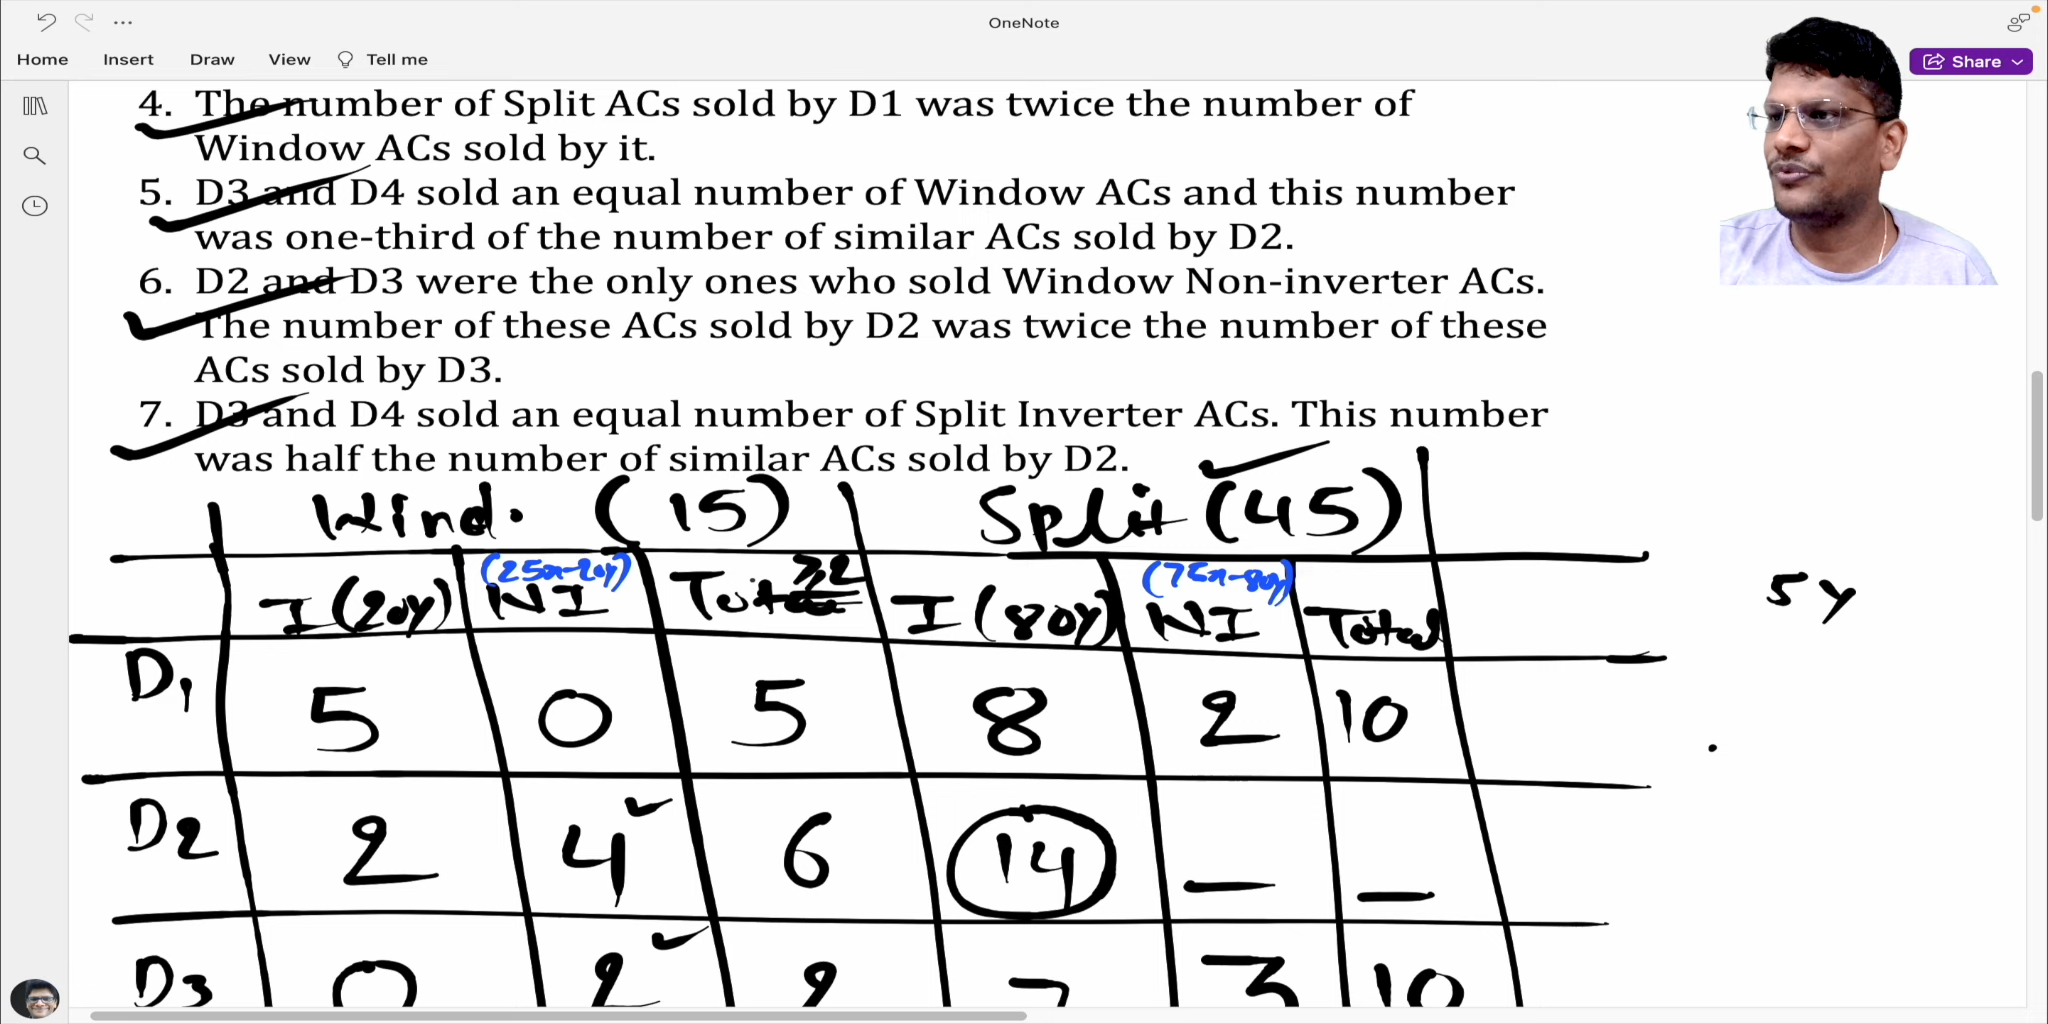 OneNote
Home Insert Draw View Tell me Share
4. The number of Split ACs sold by D1 was twice the number of
Window ACs sold by it.
5. D3 and D4 sold an equal number of Window ACs and this number
was one-third of the number of similar ACs sold by D2.
6. D2 and D3 were the only ones who sold Window Non-inverter ACs.
The number of these ACs sold by D2 was twice the number of these
ACs sold by D3.
7. D3 and D4 sold an equal number of Split Inverter ACs. This number
was half the number of similar ACs sold by D2.
Wind. (15) Split (45)
(25x-20y) ≥2 (75x-80y)
I (20y) NI I (80y) NI Total 5y
D1 5 0 5 8 2 10
D2 2 4 6 14 — —
D3 0 2 2 7 3 10